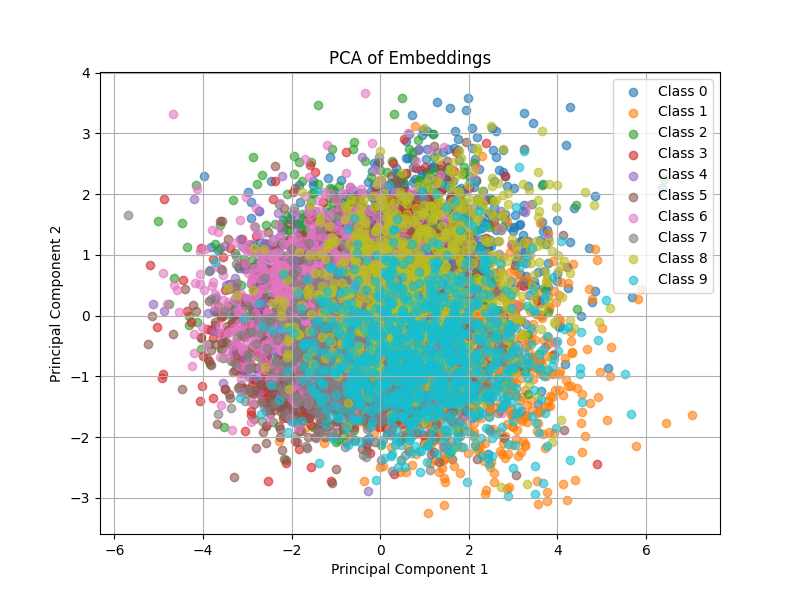 PCA of Embeddings
Class 0
Class 1
Class 2
Class 3
Class 4
Class 5
Class 6
Class 7
Class 8
Class 9
4
3
2
1
0
−1
−2
−3
Principal Component 2
−6 −4 −2 0 2 4 6
Principal Component 1